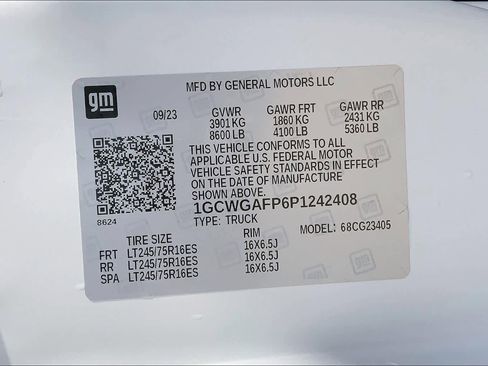 gm
MFD BY GENERAL MOTORS LLC
09/23 GVWR GAWR FRT GAWR RR
3901 KG 1860 KG 2431 KG
8600 LB 4100 LB 5360 LB
THIS VEHICLE CONFORMS TO ALL
APPLICABLE U.S. FEDERAL MOTOR
VEHICLE SAFETY STANDARDS IN EFFECT
ON THE DATE OF MANUFACTURE
SHOWN ABOVE.
1GCWGAFP6P1242408
8624 TYPE: TRUCK MODEL: 68CG23405
TIRE SIZE RIM
FRT LT245/75R16ES 16X6.5J
RR LT245/75R16ES 16X6.5J
SPA LT245/75R16ES 16X6.5J